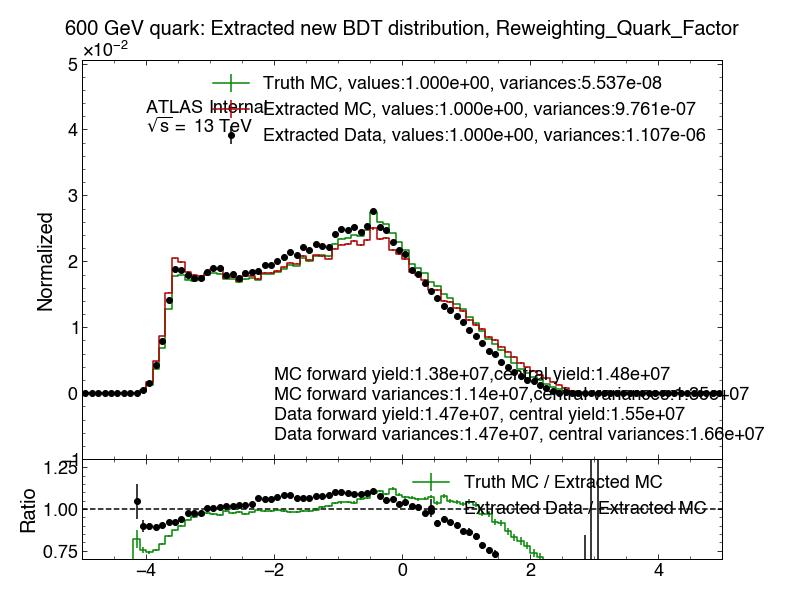 600 GeV quark: Extracted new BDT distribution, Reweighting_Quark_Factor
×10⁻²
Truth MC, values:1.000e+00, variances:5.537e-08
ATLAS Internal
Extracted MC, values:1.000e+00, variances:9.761e-07
√s = 13 TeV
Extracted Data, values:1.000e+00, variances:1.107e-06
Normalized
5
4
3
2
1
0
MC forward yield:1.38e+07,central yield:1.48e+07
MC forward variances:1.14e+07,central variances:
Data forward yield:1.47e+07, central yield:1.55e+07
Data forward variances:1.47e+07, central variances:1.66e+07
Ratio
1.25
1.00
0.75
Truth MC / Extracted MC
Extracted Data / Extracted MC
−4 −2 0 2 4